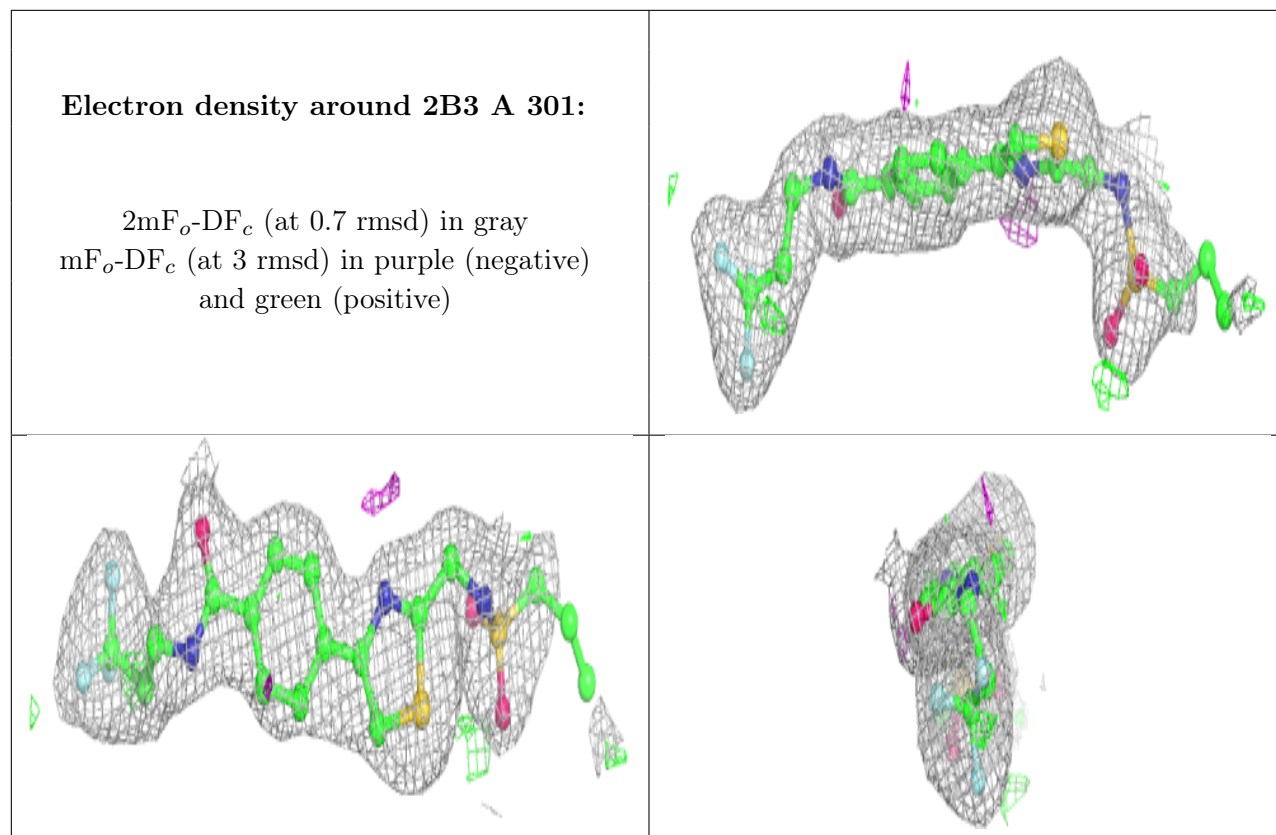 Electron density around 2B3 A 301:
2mFo-DFc (at 0.7 rmsd) in gray
mFo-DFc (at 3 rmsd) in purple (negative)
and green (positive)